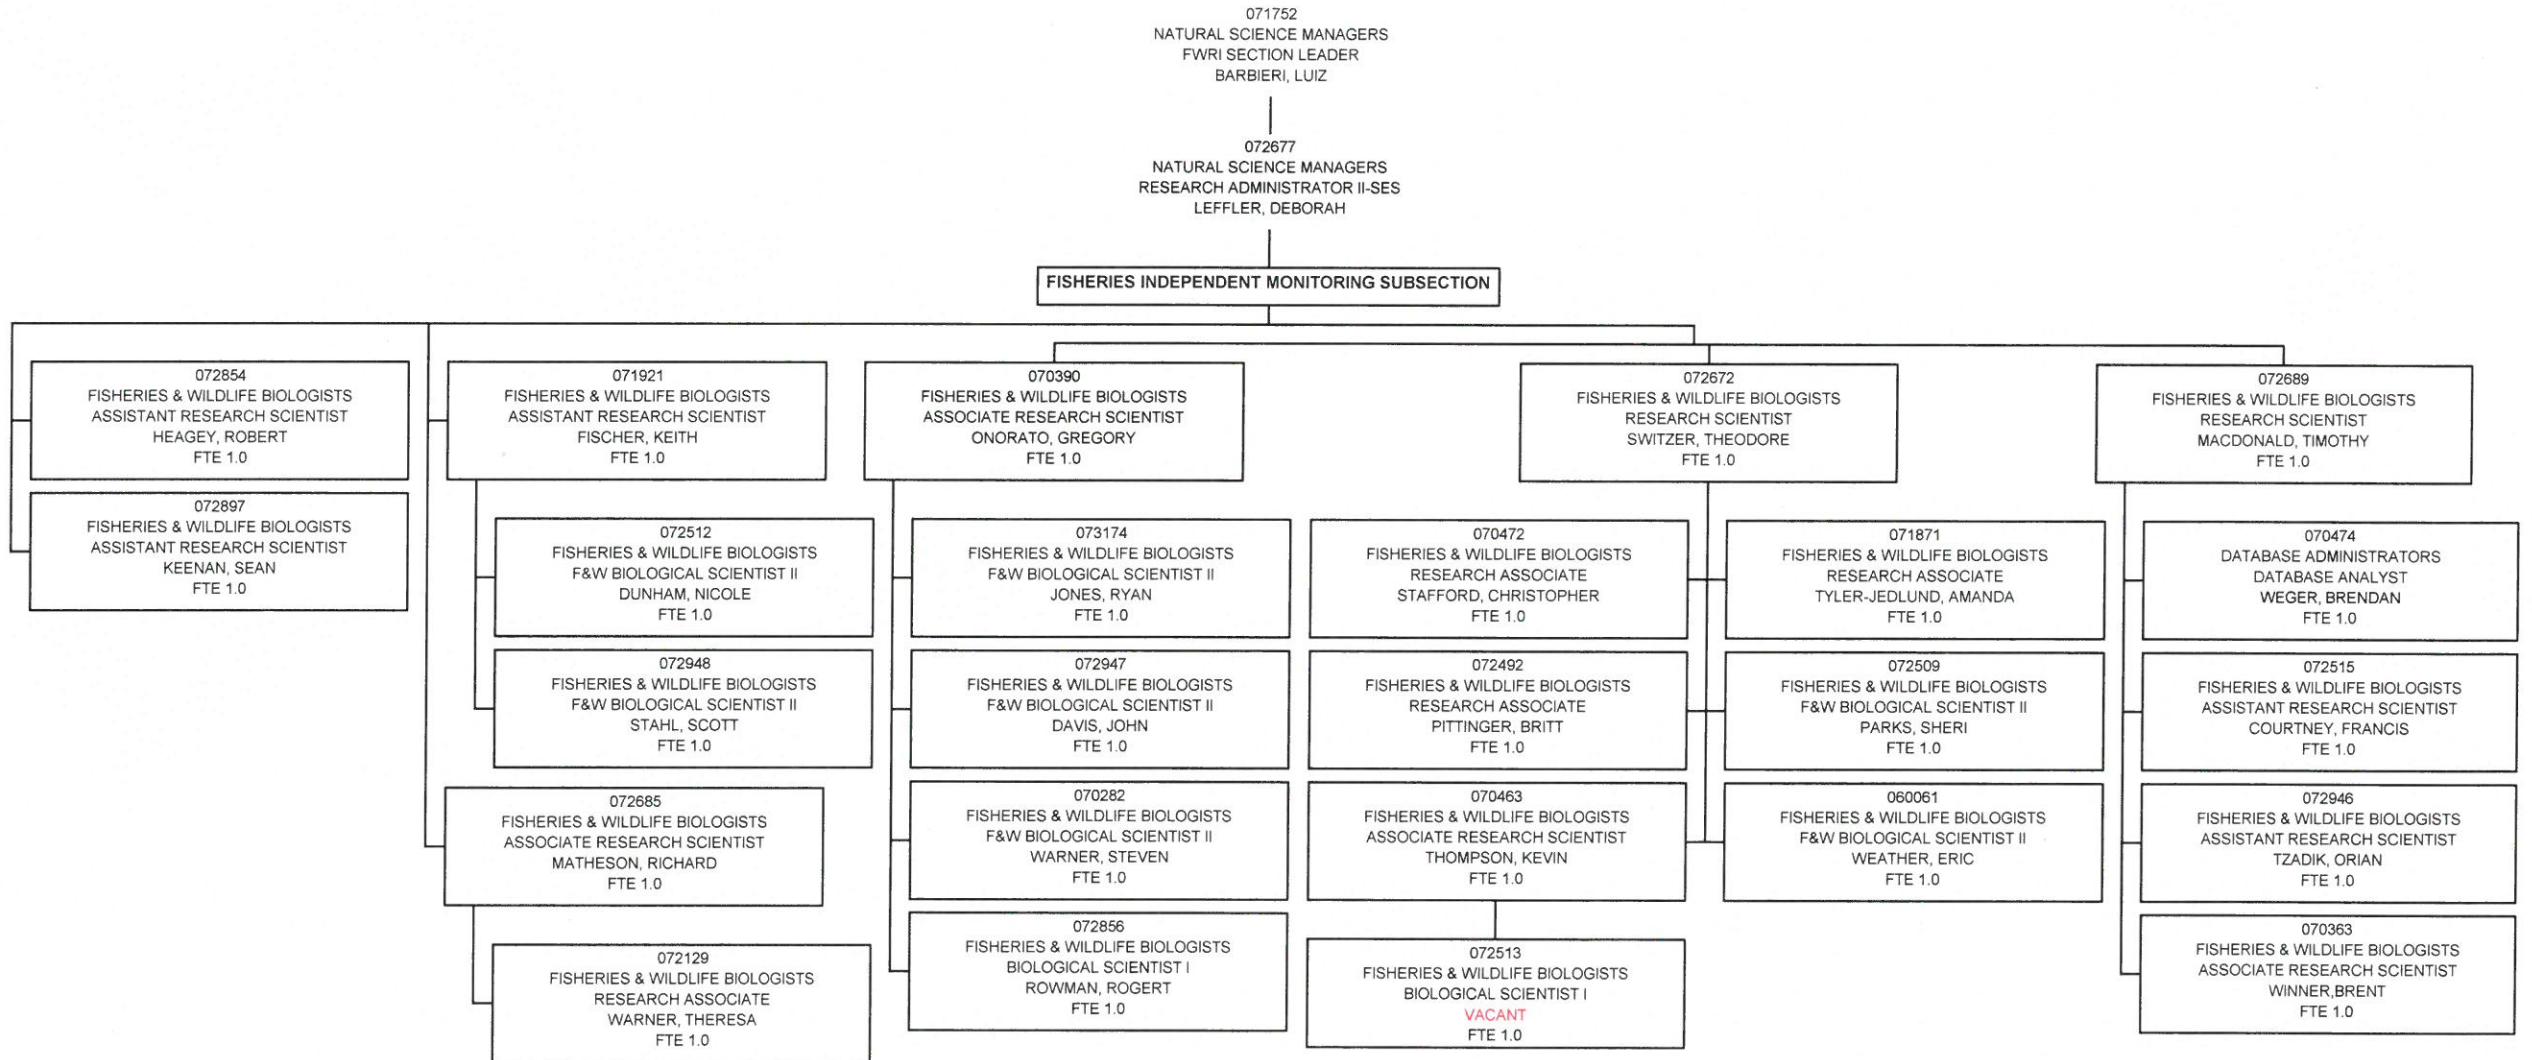 071752
NATURAL SCIENCE MANAGERS
FWRI SECTION LEADER
BARBIERI, LUIZ
072677
NATURAL SCIENCE MANAGERS
RESEARCH ADMINISTRATOR II-SES
LEFFLER, DEBORAH
FISHERIES INDEPENDENT MONITORING SUBSECTION
072854
FISHERIES & WILDLIFE BIOLOGISTS
ASSISTANT RESEARCH SCIENTIST
HEAGEY, ROBERT
FTE 1.0
072897
FISHERIES & WILDLIFE BIOLOGISTS
ASSISTANT RESEARCH SCIENTIST
KEENAN, SEAN
FTE 1.0
071921
FISHERIES & WILDLIFE BIOLOGISTS
ASSISTANT RESEARCH SCIENTIST
FISCHER, KEITH
FTE 1.0
072512
FISHERIES & WILDLIFE BIOLOGISTS
F&W BIOLOGICAL SCIENTIST II
DUNHAM, NICOLE
FTE 1.0
072948
FISHERIES & WILDLIFE BIOLOGISTS
F&W BIOLOGICAL SCIENTIST II
STAHL, SCOTT
FTE 1.0
072685
FISHERIES & WILDLIFE BIOLOGISTS
ASSOCIATE RESEARCH SCIENTIST
MATHESON, RICHARD
FTE 1.0
072129
FISHERIES & WILDLIFE BIOLOGISTS
RESEARCH ASSOCIATE
WARNER, THERESA
FTE 1.0
070390
FISHERIES & WILDLIFE BIOLOGISTS
ASSOCIATE RESEARCH SCIENTIST
ONORATO, GREGORY
FTE 1.0
073174
FISHERIES & WILDLIFE BIOLOGISTS
F&W BIOLOGICAL SCIENTIST II
JONES, RYAN
FTE 1.0
072947
FISHERIES & WILDLIFE BIOLOGISTS
F&W BIOLOGICAL SCIENTIST II
DAVIS, JOHN
FTE 1.0
070282
FISHERIES & WILDLIFE BIOLOGISTS
F&W BIOLOGICAL SCIENTIST II
WARNER, STEVEN
FTE 1.0
072856
FISHERIES & WILDLIFE BIOLOGISTS
BIOLOGICAL SCIENTIST I
ROWMAN, ROGERT
FTE 1.0
072672
FISHERIES & WILDLIFE BIOLOGISTS
RESEARCH SCIENTIST
SWITZER, THEODORE
FTE 1.0
070472
FISHERIES & WILDLIFE BIOLOGISTS
RESEARCH ASSOCIATE
STAFFORD, CHRISTOPHER
FTE 1.0
072492
FISHERIES & WILDLIFE BIOLOGISTS
RESEARCH ASSOCIATE
PITTINGER, BRITT
FTE 1.0
070463
FISHERIES & WILDLIFE BIOLOGISTS
ASSOCIATE RESEARCH SCIENTIST
THOMPSON, KEVIN
FTE 1.0
072513
FISHERIES & WILDLIFE BIOLOGISTS
BIOLOGICAL SCIENTIST I
VACANT
FTE 1.0
071871
FISHERIES & WILDLIFE BIOLOGISTS
RESEARCH ASSOCIATE
TYLER-JEDLUND, AMANDA
FTE 1.0
072509
FISHERIES & WILDLIFE BIOLOGISTS
F&W BIOLOGICAL SCIENTIST II
PARKS, SHERI
FTE 1.0
060061
FISHERIES & WILDLIFE BIOLOGISTS
F&W BIOLOGICAL SCIENTIST II
WEATHER, ERIC
FTE 1.0
072689
FISHERIES & WILDLIFE BIOLOGISTS
RESEARCH SCIENTIST
MACDONALD, TIMOTHY
FTE 1.0
070474
DATABASE ADMINISTRATORS
DATABASE ANALYST
WEGER, BRENDAN
FTE 1.0
072515
FISHERIES & WILDLIFE BIOLOGISTS
ASSISTANT RESEARCH SCIENTIST
COURTNEY, FRANCIS
FTE 1.0
072946
FISHERIES & WILDLIFE BIOLOGISTS
ASSISTANT RESEARCH SCIENTIST
TZADIK, ORIAN
FTE 1.0
070363
FISHERIES & WILDLIFE BIOLOGISTS
ASSOCIATE RESEARCH SCIENTIST
WINNER,BRENT
FTE 1.0